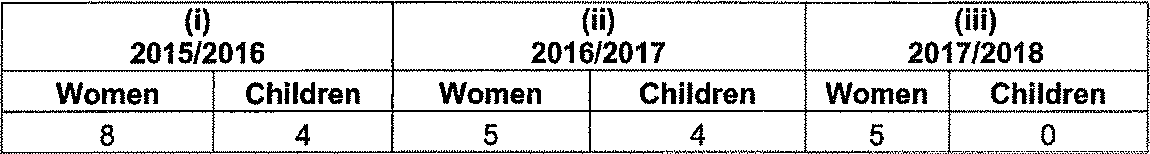 (i) (ii) (iii)
2015/2016 2016/2017 2017/2018
Women Children Women Children Women Children
8 4 5 4 5 0